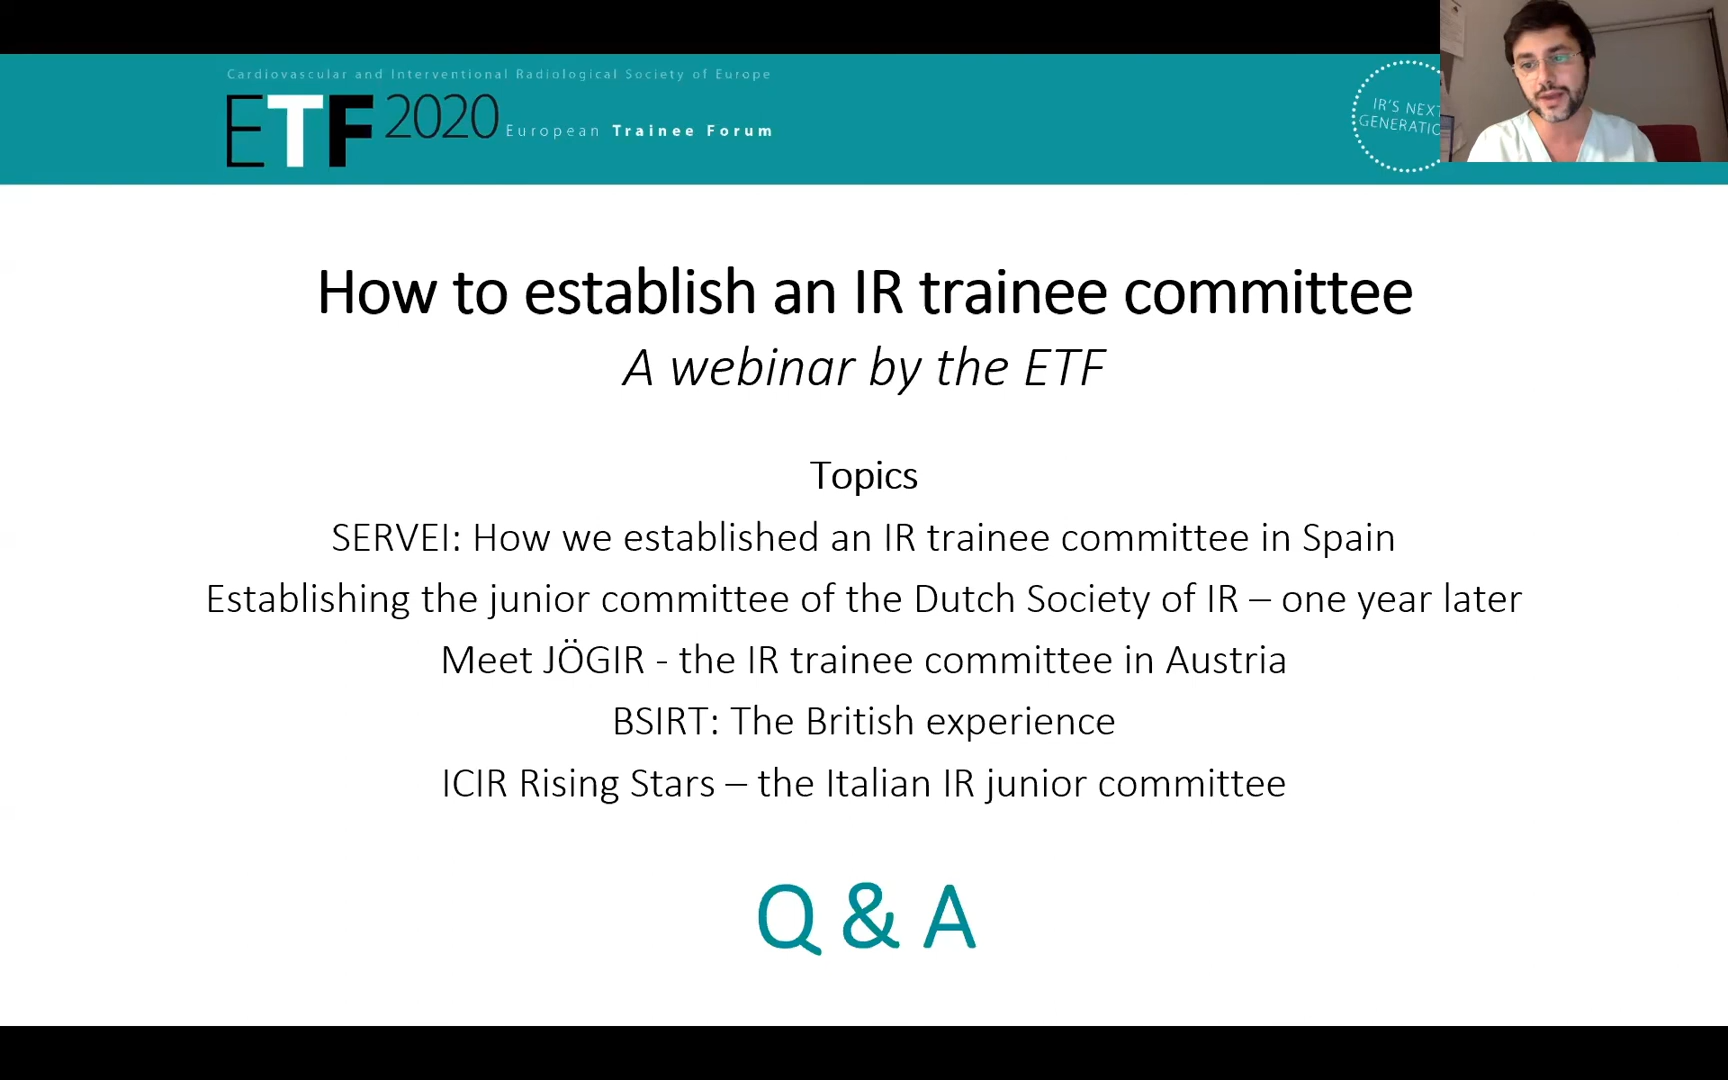 Cardiovascular and Interventional Radiological Society of Europe
ETF 2020 European Trainee Forum
IR'S NEXT
How to establish an IR trainee committee
A webinar by the ETF
Topics
SERVEI: How we established an IR trainee committee in Spain
Establishing the junior committee of the Dutch Society of IR – one year later
Meet JÖGIR - the IR trainee committee in Austria
BSIRT: The British experience
ICIR Rising Stars – the Italian IR junior committee
Q & A